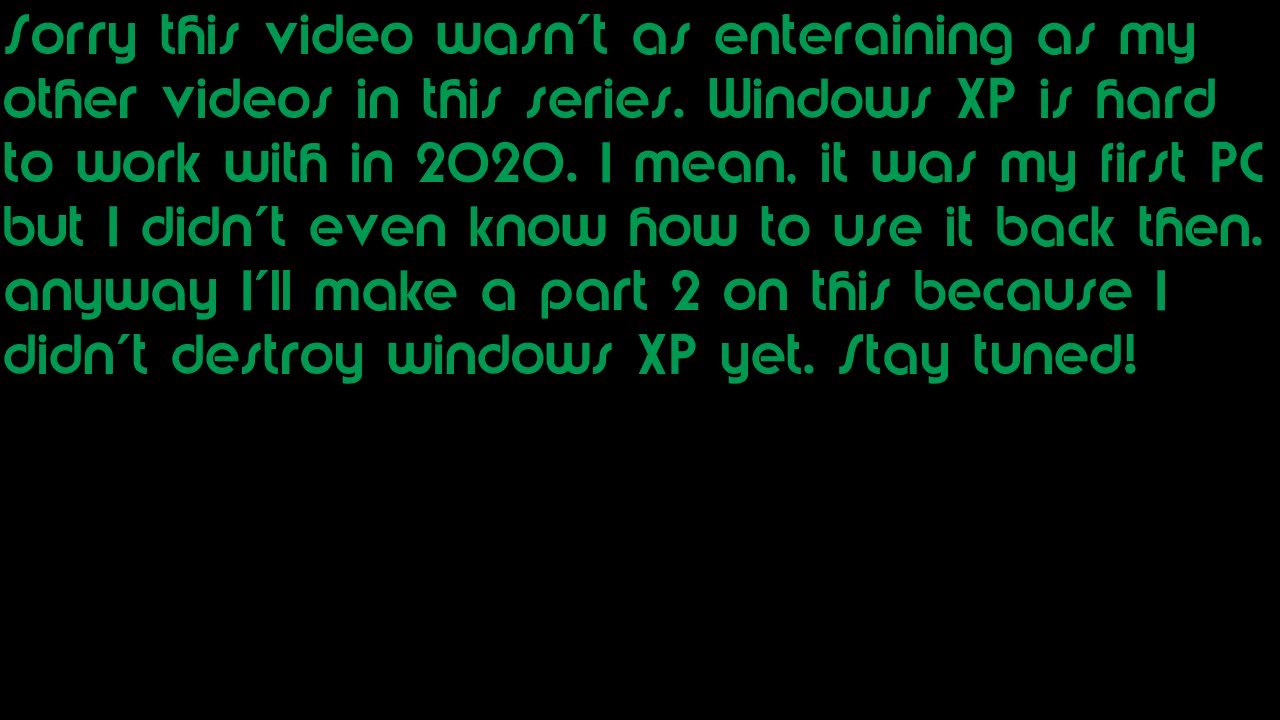 Sorry this video wasn't as enteraining as my
other videos in this series. Windows XP is hard
to work with in 2020. I mean, it was my first PC
but I didn't even know how to use it back then.
anyway I'll make a part 2 on this because I
didn't destroy windows XP yet. Stay tuned!